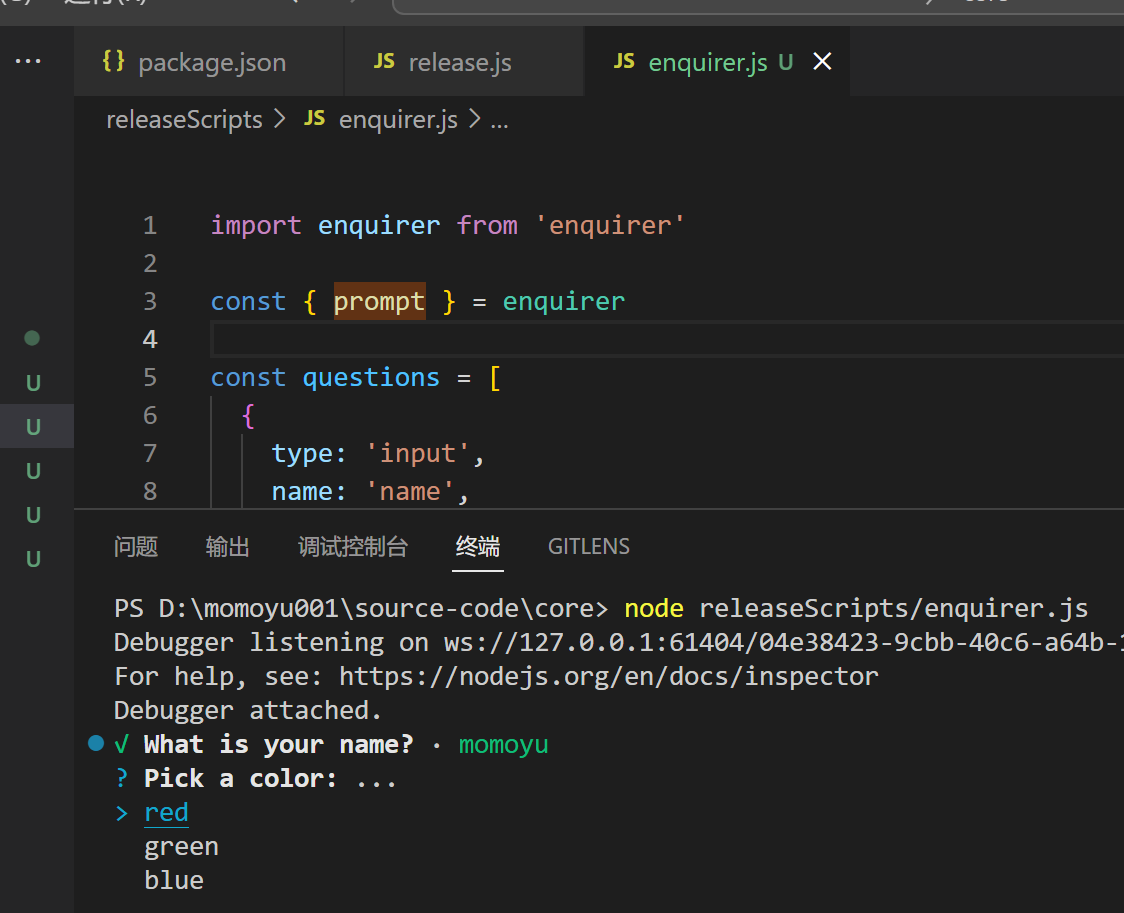 ...
{} package.json JS release.js JS enquirer.js U
releaseScripts > JS enquirer.js > ...
1 import enquirer from 'enquirer'
2
3 const { prompt } = enquirer
4
5 const questions = [
6 {
7 type: 'input',
8 name: 'name',
U
U
U
U
U
问题 输出 调试控制台 终端 GITLENS
PS D:\momoyu001\source-code\core> node releaseScripts/enquirer.js
Debugger listening on ws://127.0.0.1:61404/04e38423-9cbb-40c6-a64b-
For help, see: https://nodejs.org/en/docs/inspector
Debugger attached.
√ What is your name? · momoyu
? Pick a color: ...
> red
green
blue